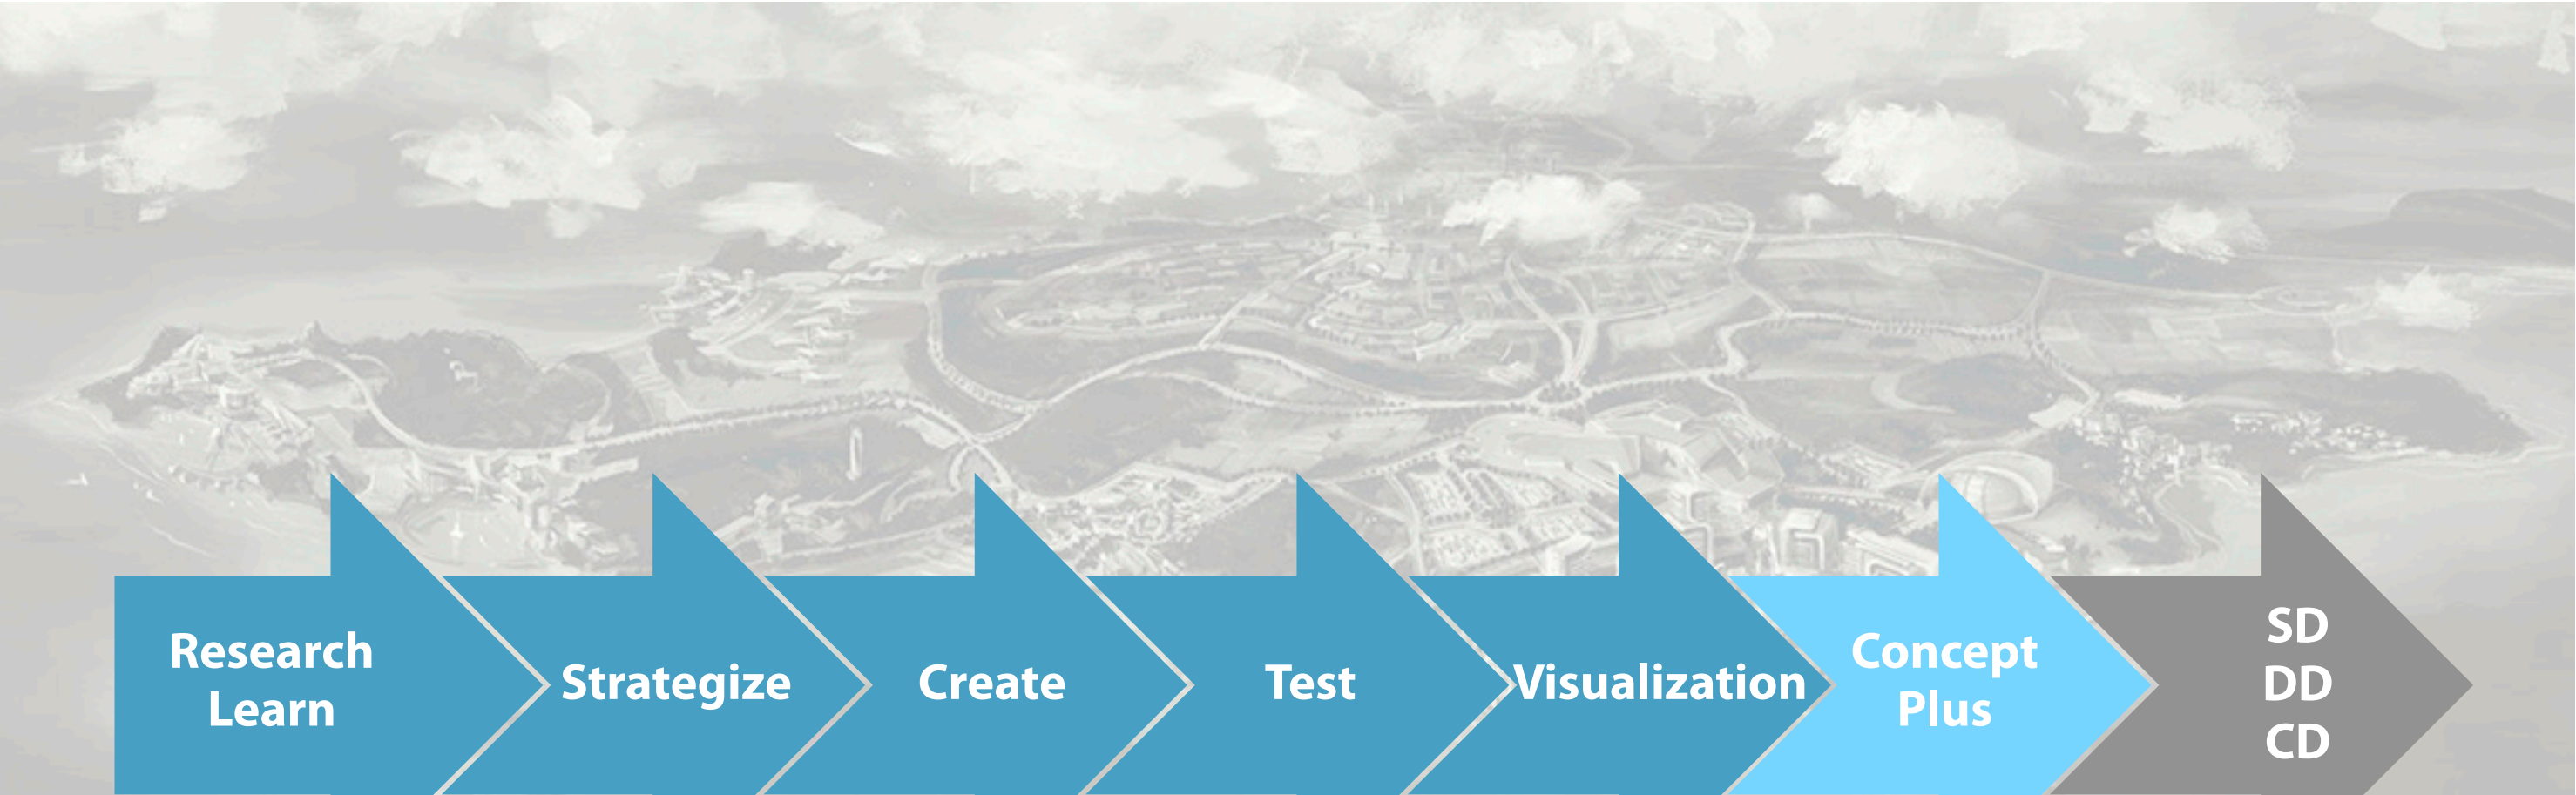 Research
Learn
Strategize
Create
Test
Visualization
Concept
Plus
SD
DD
CD